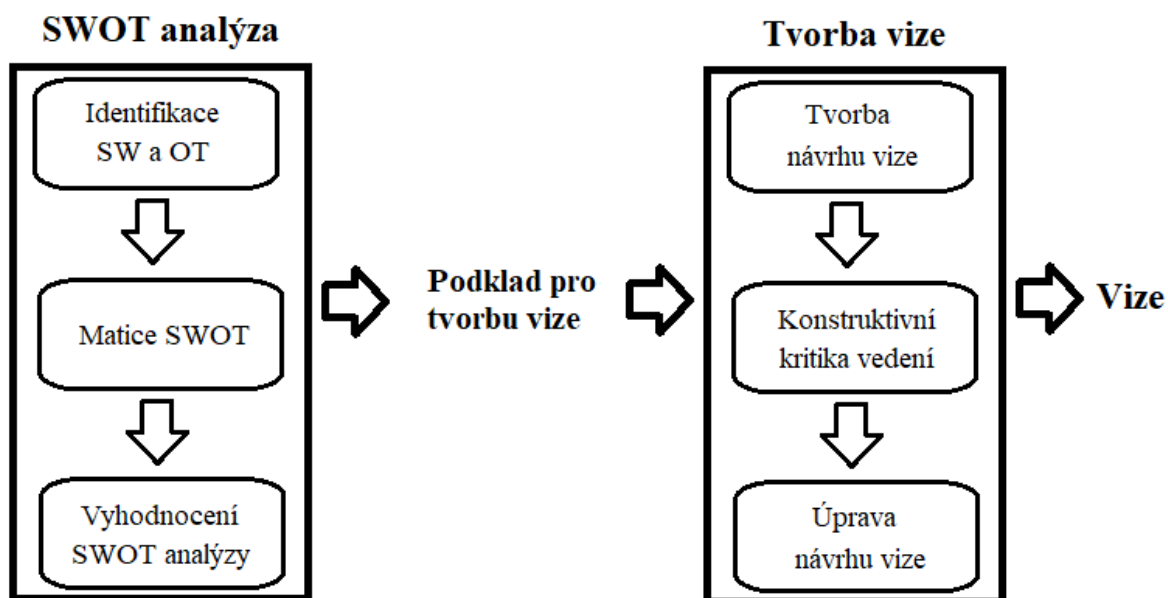 SWOT analýza
Identifikace
SW a OT
Matice SWOT
Vyhodnocení
SWOT analýzy
Podklad pro
tvorbu vize
Tvorba vize
Tvorba
návrhu vize
Konstruktivní
kritika vedení
Úprava
návrhu vize
Vize